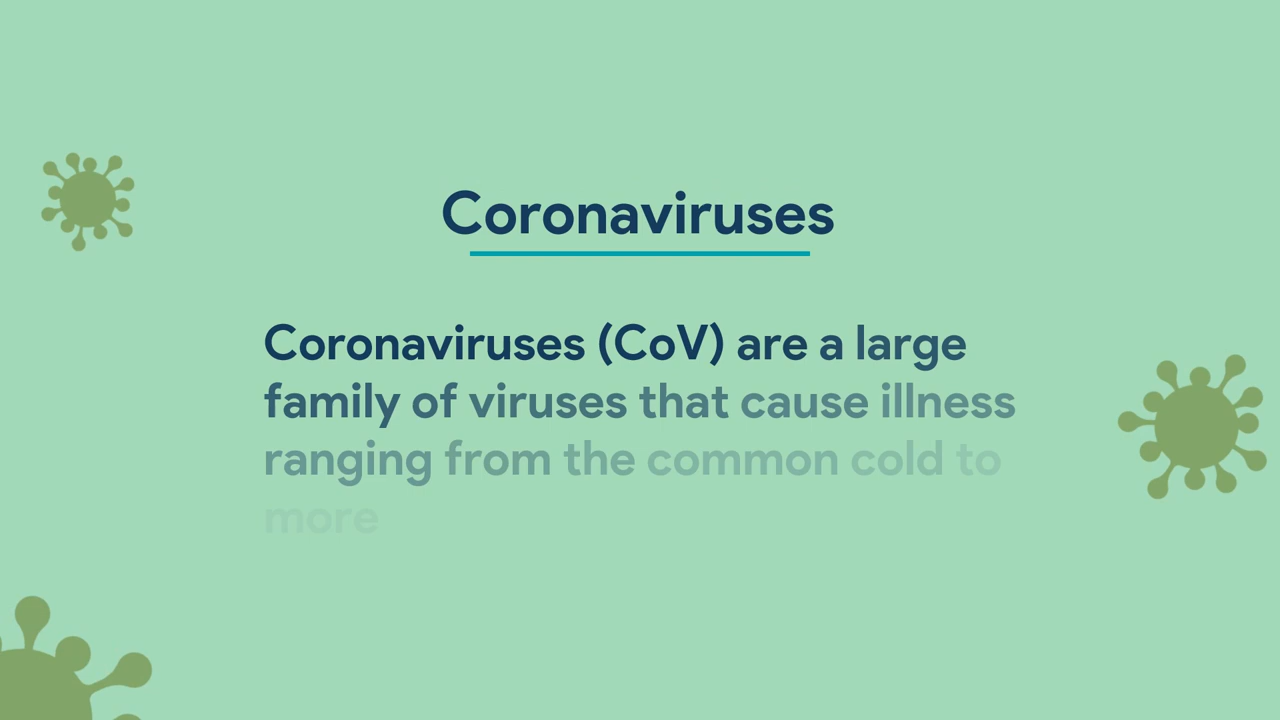 Coronaviruses
Coronaviruses (CoV) are a large
family of viruses that cause illness
ranging from the common cold to
more